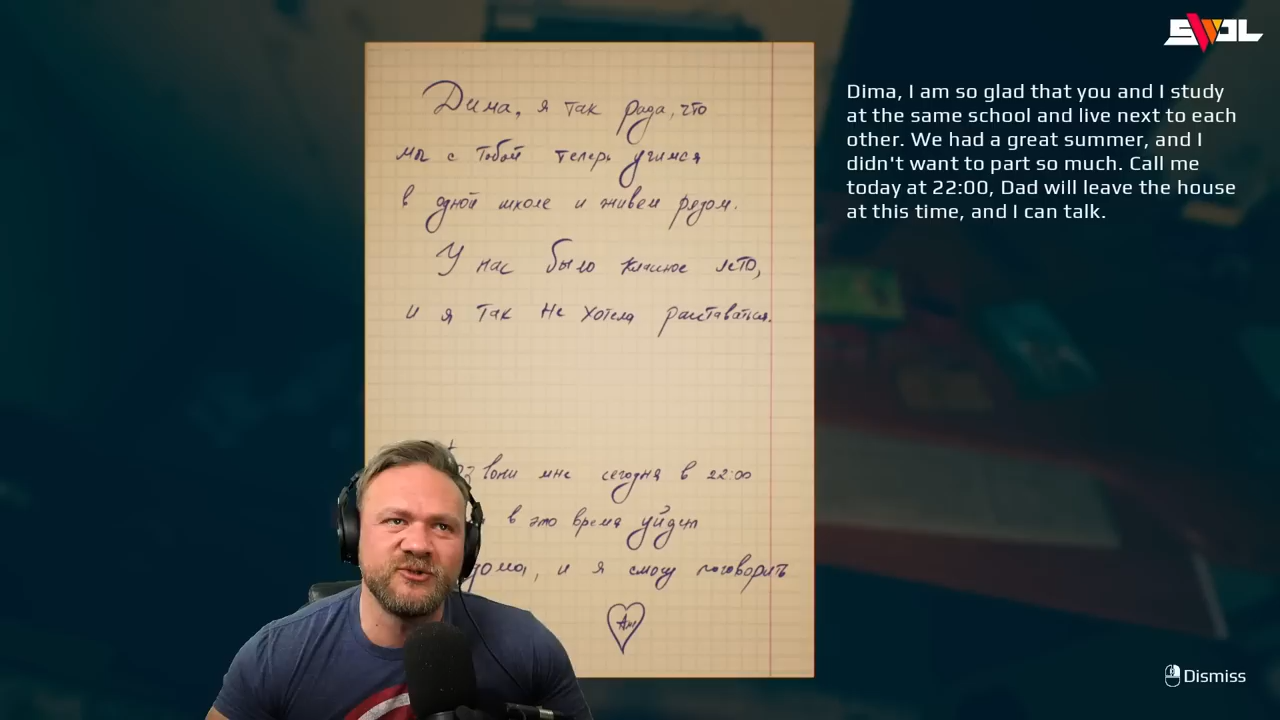 SWOL
Дима, я так рада, что
мы с тобой теперь учимся
в одной школе и живем рядом.
У нас было классное лето,
и я так не хотела расставаться.
звони мне сегодня в 22:00
в это время уйдет
дома, и я смогу поговорить
Dima, I am so glad that you and I study
at the same school and live next to each
other. We had a great summer, and I
didn't want to part so much. Call me
today at 22:00, Dad will leave the house
at this time, and I can talk.
Dismiss